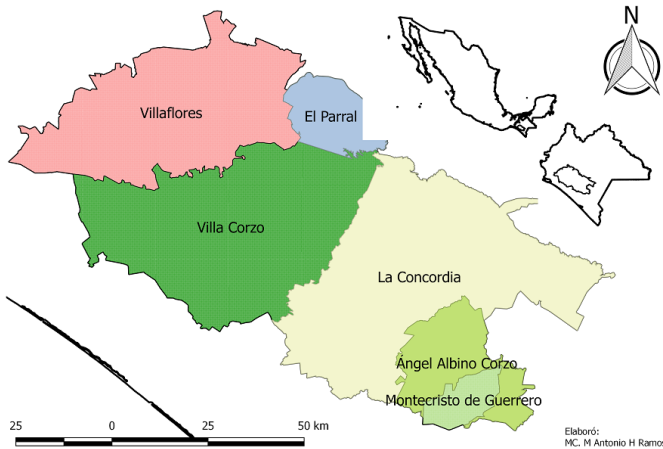 N
Villaflores
El Parral
Villa Corzo
La Concordia
Ángel Albino Corzo
Montecristo de Guerrero
25 0 25 50 km
Elaboró:
MC. M Antonio H Ramos